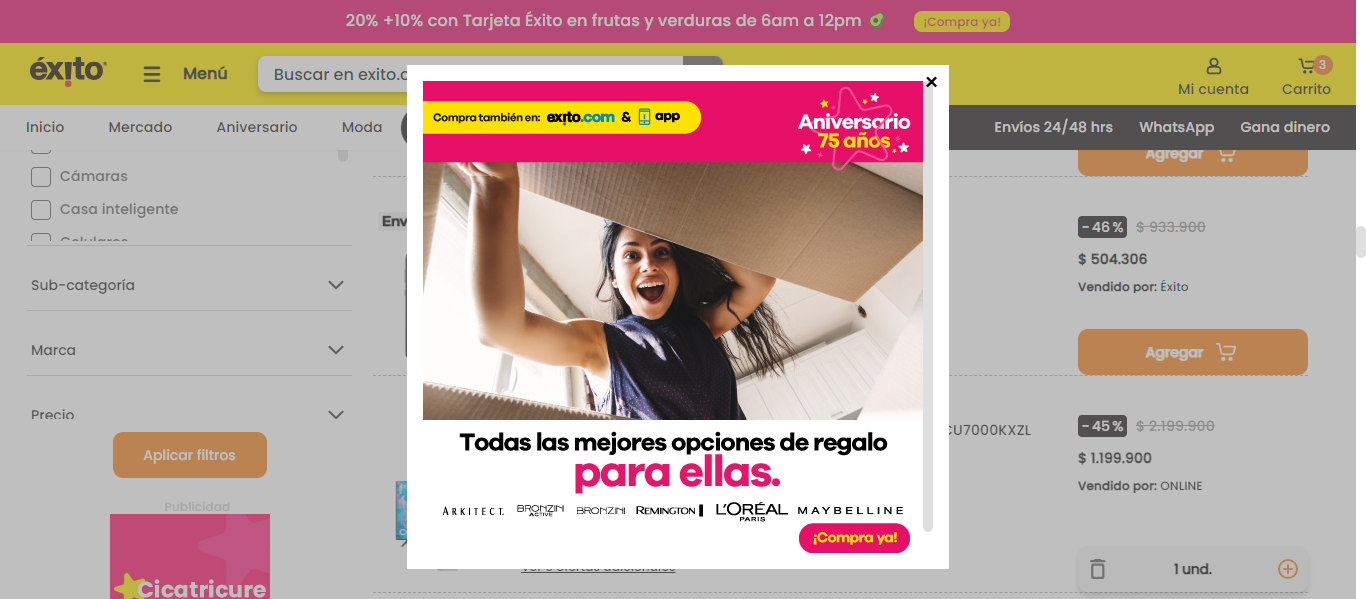 20% +10% con Tarjeta Éxito en frutas y verduras de 6am a 12pm
¡Compra ya!
éxito
Menú
Buscar en exito.c
Mi cuenta
3
Carrito
Inicio
Mercado
Aniversario
Moda
Envíos 24/48 hrs
WhatsApp
Gana dinero
Cámaras
Casa inteligente
Celulares
Sub-categoría
Marca
Precio
Aplicar filtros
Publicidad
Cicatricure
Env
Compra también en: exito.com & app
Aniversario
75 años
Todas las mejores opciones de regalo
para ellas.
ARKITECT. BRONZINI ACTIVE BRONZINI REMINGTON L'ORÉAL PARIS MAYBELLINE
¡Compra ya!
Agregar
- 46 % $ 933.900
$ 504.306
Vendido por: Éxito
Agregar
CU7000KXZL
- 45 % $ 2.199.900
$ 1.199.900
Vendido por: ONLINE
1 und.